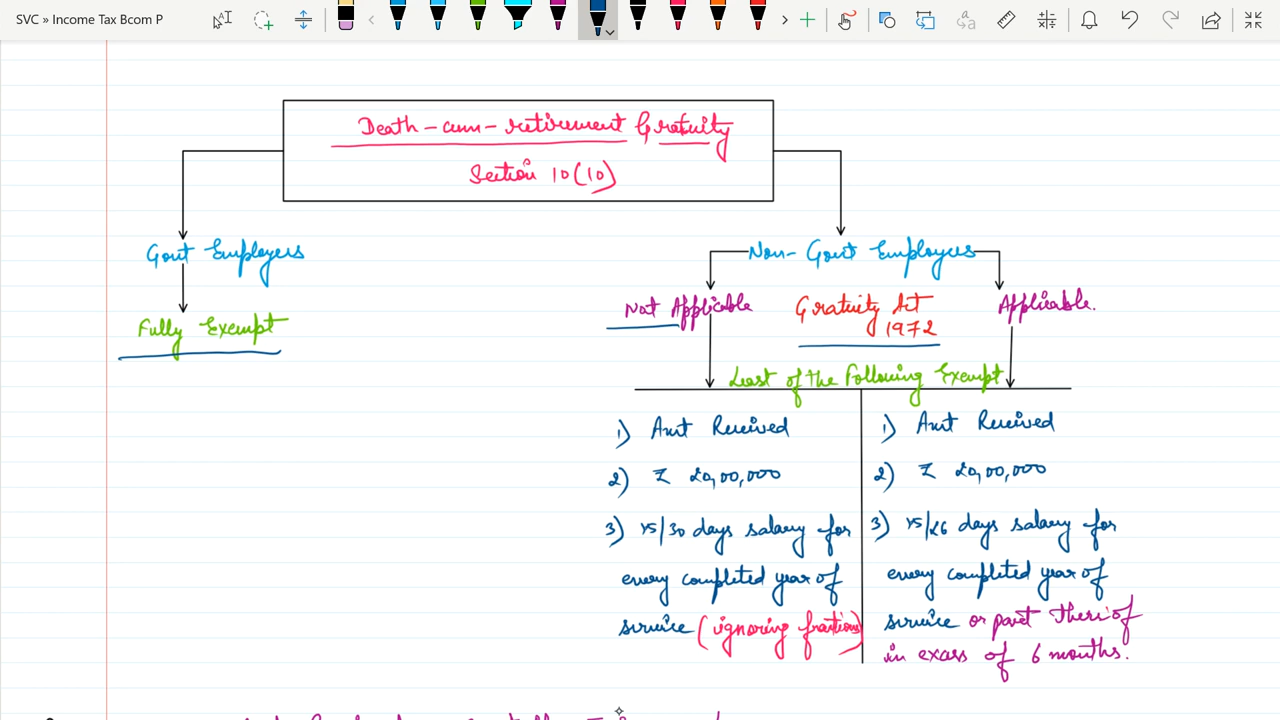 SVC » Income Tax Bcom P
Death-cum-retirement Gratuity
Section 10(10)
Govt Employees
Fully Exempt
Non-Govt Employees
Not Applicable
Gratuity Act
1972
Applicable.
Least of the Following Exempt
1) Amt Received
2) ₹ 20,00,000
3) 15/30 days salary for
every completed year of
service (ignoring fractions)
1) Amt Received
2) ₹ 20,00,000
3) 15/26 days salary for
every completed year of
service or part therof
in excess of 6 months.